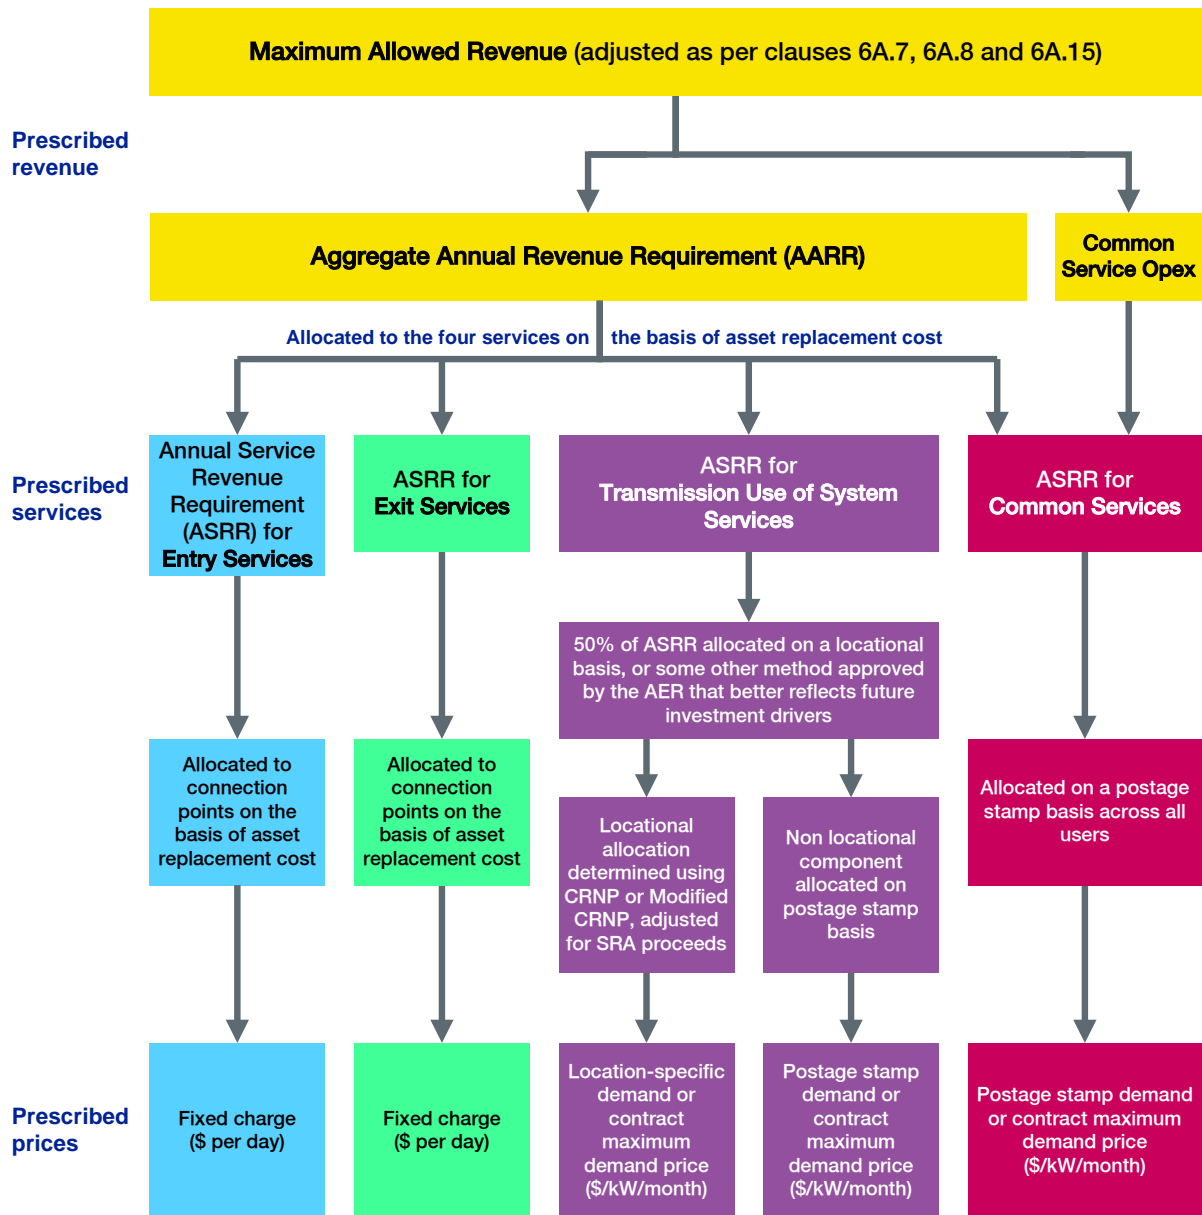 Maximum Allowed Revenue (adjusted as per clauses 6A.7, 6A.8 and 6A.15)
Prescribed
revenue
Aggregate Annual Revenue Requirement (AARR)
Common
Service Opex
Allocated to the four services on the basis of asset replacement cost
Prescribed
services
Annual Service
Revenue
Requirement
(ASRR) for
Entry Services
ASRR for
Exit Services
ASRR for
Transmission Use of System
Services
ASRR for
Common Services
50% of ASRR allocated on a locational
basis, or some other method approved
by the AER that better reflects future
investment drivers
Allocated to
connection
points on the
basis of asset
replacement cost
Allocated to
connection
points on the
basis of asset
replacement cost
Locational
allocation
determined using
CRNP or Modified
CRNP, adjusted
for SRA proceeds
Non locational
component
allocated on
postage stamp
basis
Allocated on a postage
stamp basis across all
users
Prescribed
prices
Fixed charge
($ per day)
Fixed charge
($ per day)
Location-specific
demand or
contract
maximum
demand price
($/kW/month)
Postage stamp
demand or
contract
maximum
demand price
($/kW/month)
Postage stamp demand
or contract maximum
demand price
($/kW/month)